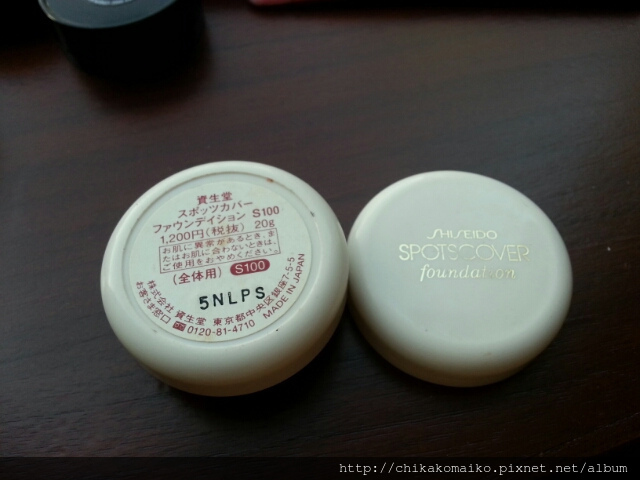 資生堂
スポッツカバー
ファウンデイション S100
1,200円(税抜) 20g
お肌に異常があるとき、ま
たはお肌に合わないときは、
ご使用をおやめください。
(全体用) S100
5NLPS
株式会社 資生堂 東京都中央区銀座7-5-5
お客さま窓口 0120-81-4710 MADE IN JAPAN
SHISEIDO
SPOTSCOVER
foundation
http://chikakomaiko.pixnet.net/album